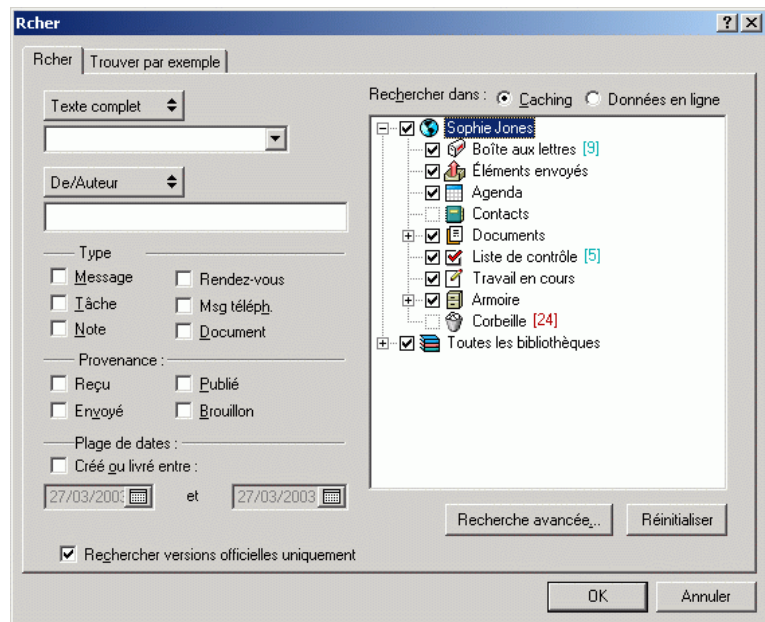 Rcher
Rcher Trouver par exemple
Texte complet
De/Auteur
Type
Message Rendez-vous
Tâche Msg téléph.
Note Document
Provenance :
Reçu Publié
Envoyé Brouillon
Plage de dates :
Créé ou livré entre :
27/03/2003 et 27/03/2003
Rechercher versions officielles uniquement
Rechercher dans : Caching Données en ligne
Sophie Jones
Boîte aux lettres [9]
Éléments envoyés
Agenda
Contacts
Documents
Liste de contrôle [5]
Travail en cours
Armoire
Corbeille [24]
Toutes les bibliothèques
Recherche avancée... Réinitialiser
OK Annuler